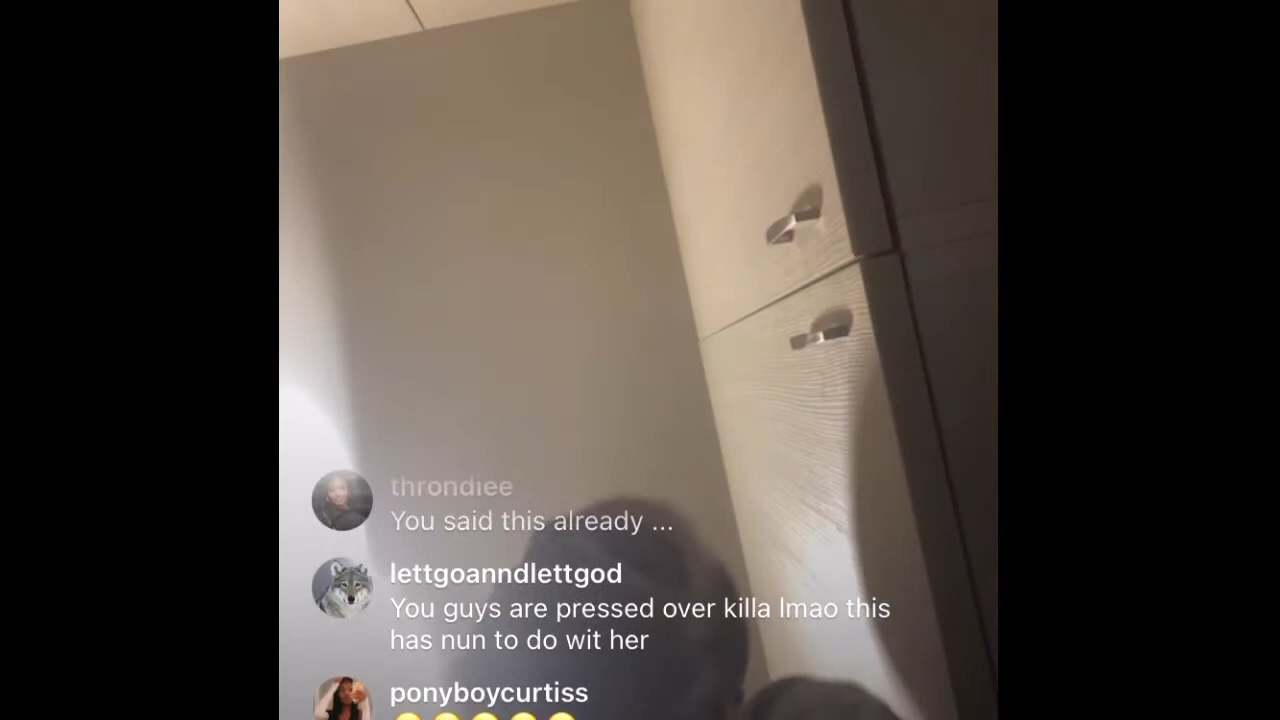 throndiee
You said this already ...
lettgoanndlettgod
You guys are pressed over killa lmao this
has nun to do wit her
ponyboycurtiss